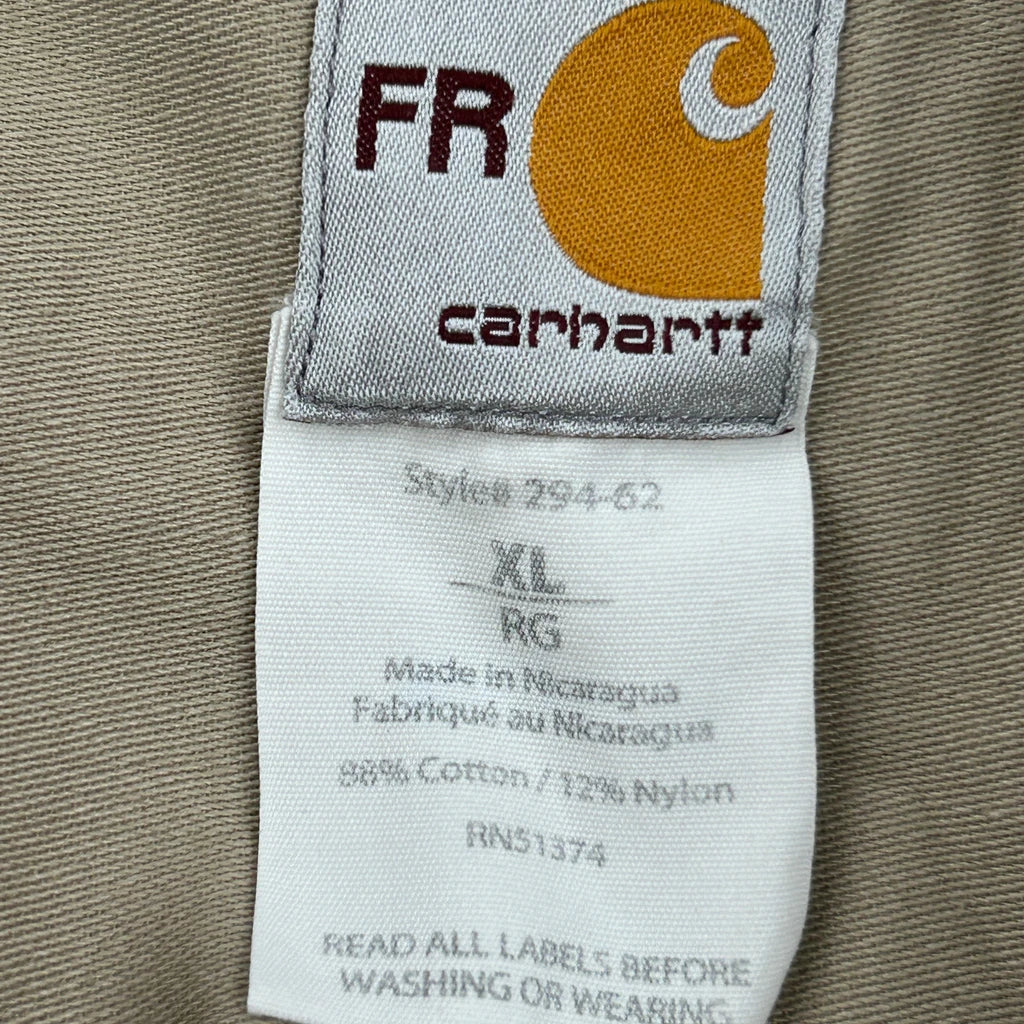 FR
carhartt
Style# 294-62
XL
RG
Made in Nicaragua
Fabriqué au Nicaragua
88% Cotton / 12% Nylon
RN51374
READ ALL LABELS BEFORE
WASHING OR WEARING